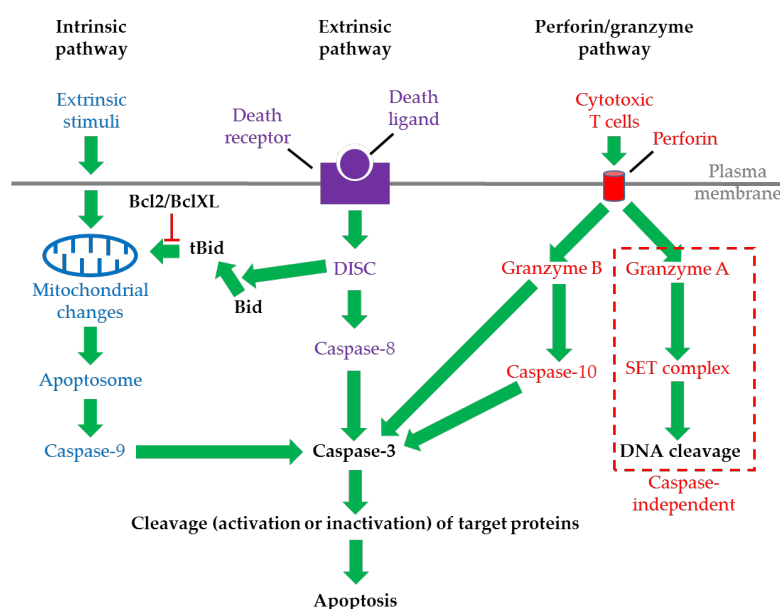 Intrinsic
pathway
Extrinsic
pathway
Perforin/granzyme
pathway
Extrinsic
stimuli
Death
receptor
Death
ligand
Cytotoxic
T cells
Perforin
Plasma
membrane
Bcl2/BclXL
tBid
Bid
DISC
Granzyme B
Granzyme A
Mitochondrial
changes
Caspase-8
Caspase-10
SET complex
Apoptosome
Caspase-9
Caspase-3
DNA cleavage
Caspase-
independent
Cleavage (activation or inactivation) of target proteins
Apoptosis